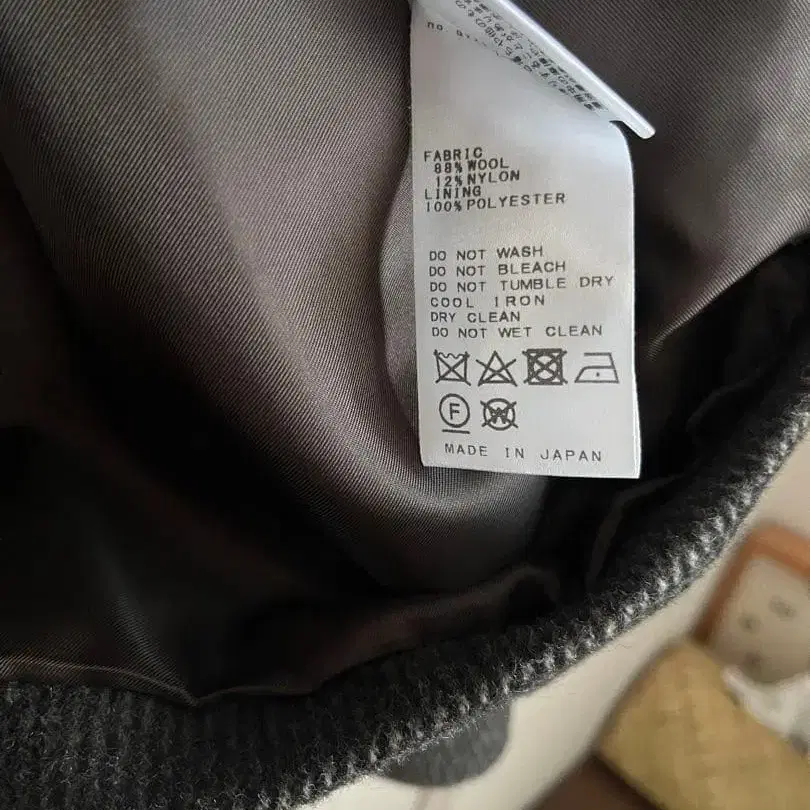 FABRIC
88% WOOL
12% NYLON
LINING
100% POLYESTER
DO NOT WASH
DO NOT BLEACH
DO NOT TUMBLE DRY
COOL IRON
DRY CLEAN
DO NOT WET CLEAN
F W
MADE IN JAPAN